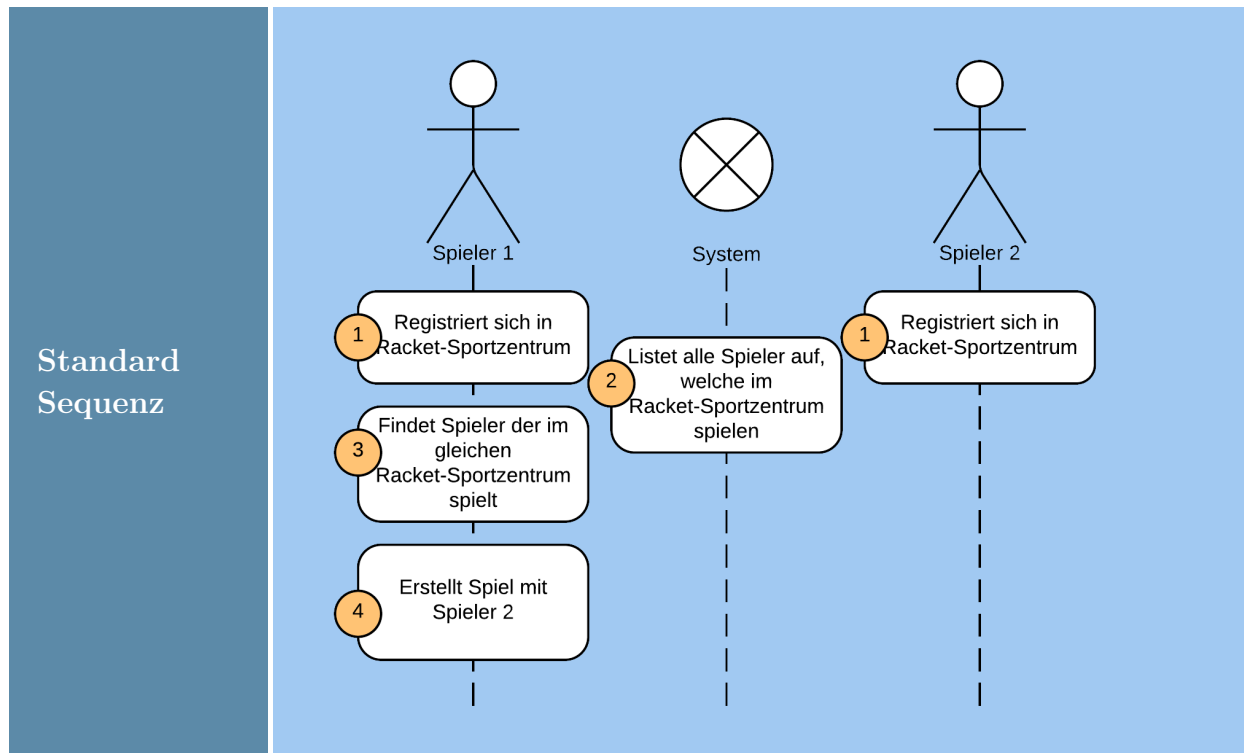 Standard
Sequenz
Spieler 1
System
Spieler 2
1
Registriert sich in
Racket-Sportzentrum
2
Listet alle Spieler auf,
welche im
Racket-Sportzentrum
spielen
1
Registriert sich in
Racket-Sportzentrum
3
Findet Spieler der im
gleichen
Racket-Sportzentrum
spielt
4
Erstellt Spiel mit
Spieler 2